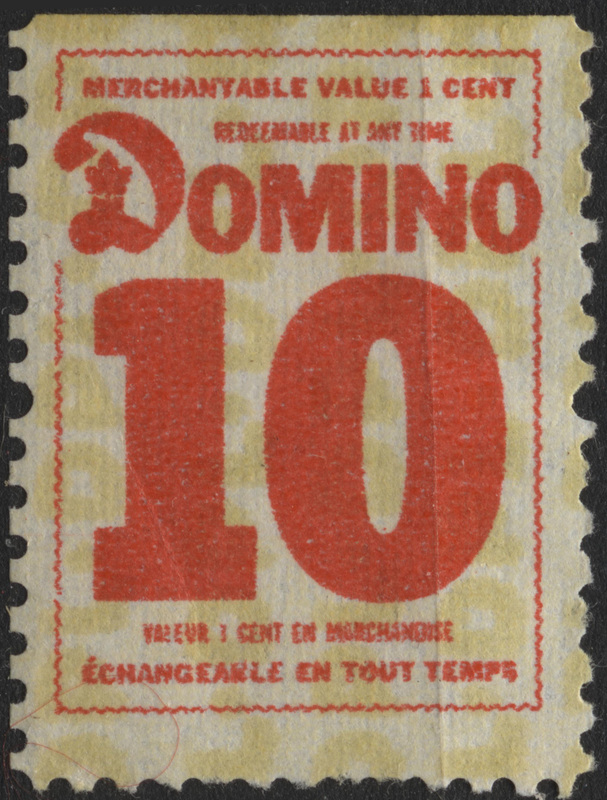 MERCHANTABLE VALUE 1 CENT
REDEEMABLE AT ANY TIME
DOMINO
10
VALEUR 1 CENT EN MARCHANDISE
ÉCHANGEABLE EN TOUT TEMPS